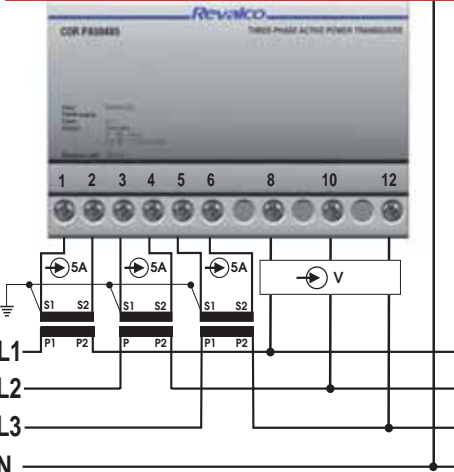 Revalco
COR PAS0405 THREE-PHASE ACTIVE POWER TRANSDUCER
1 2 3 4 5 6 8 10 12
5A 5A 5A V
S1 S2 S1 S2 S1 S2
P1 P2 P P2 P1 P2
L1
L2
L3
N